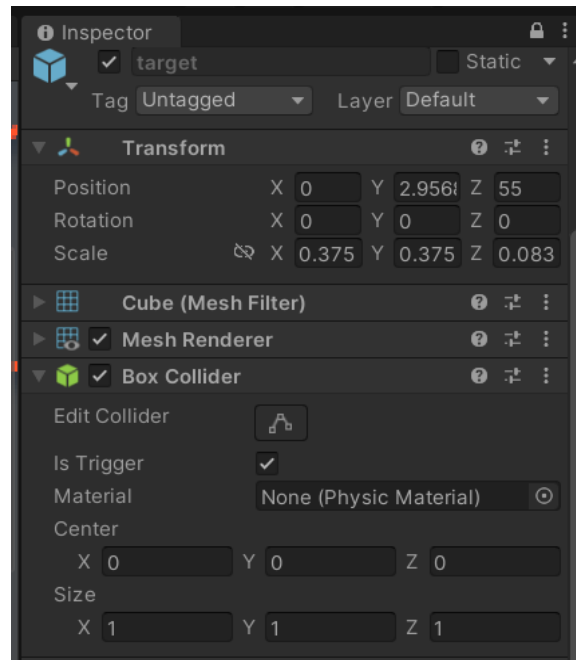 Inspector
target Static
Tag Untagged Layer Default
Transform
Position X 0 Y 2.9568 Z 55
Rotation X 0 Y 0 Z 0
Scale X 0.375 Y 0.375 Z 0.083
Cube (Mesh Filter)
Mesh Renderer
Box Collider
Edit Collider
Is Trigger
Material None (Physic Material)
Center
X 0 Y 0 Z 0
Size
X 1 Y 1 Z 1